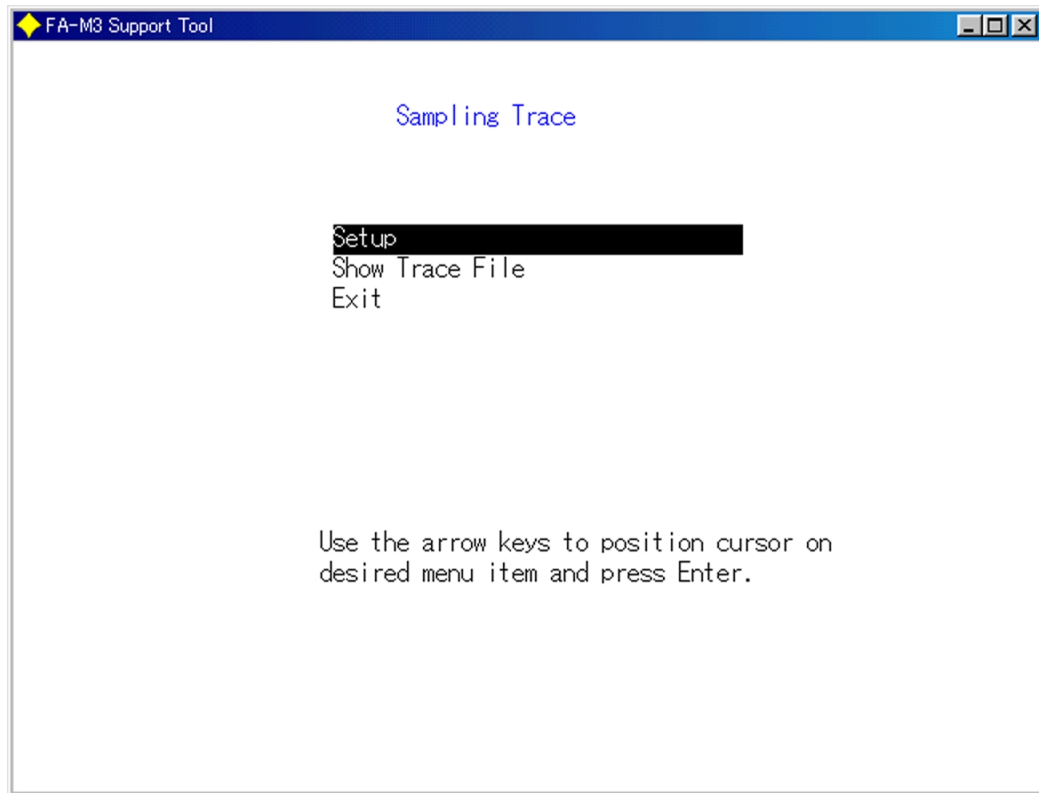 FA-M3 Support Tool
Sampling Trace
Setup
Show Trace File
Exit
Use the arrow keys to position cursor on
desired menu item and press Enter.